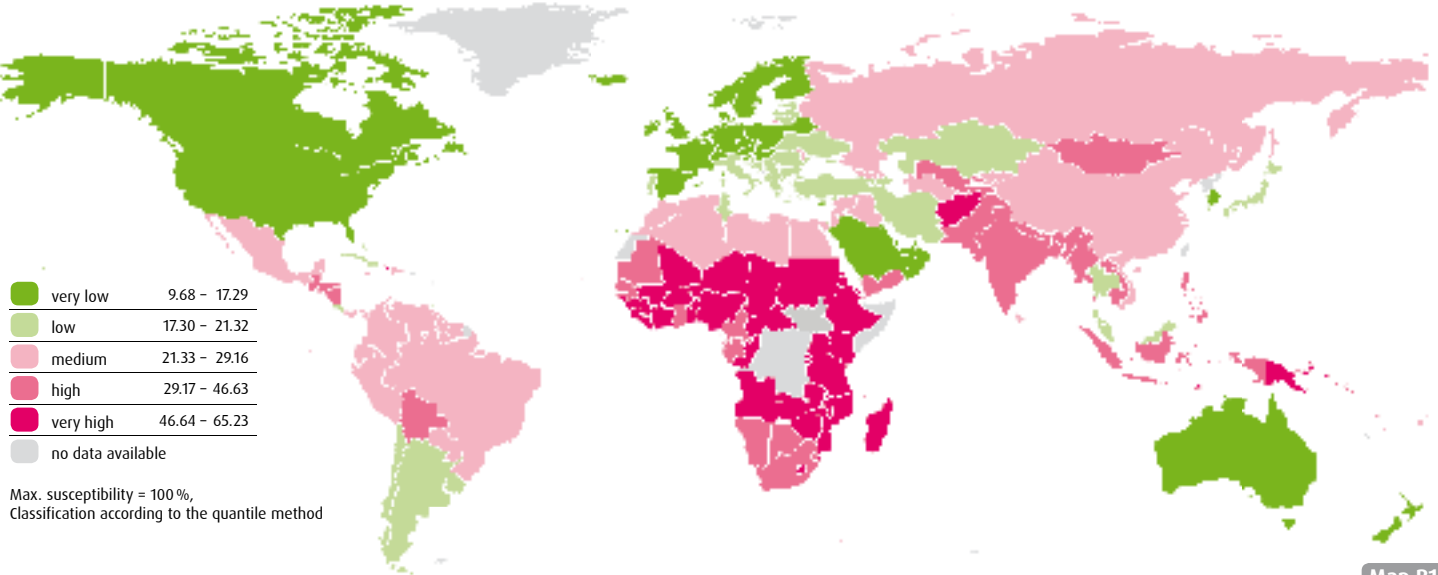 very low 9.68 – 17.29
low 17.30 – 21.32
medium 21.33 – 29.16
high 29.17 – 46.63
very high 46.64 – 65.23
no data available
Max. susceptibility = 100 %,
Classification according to the quantile method